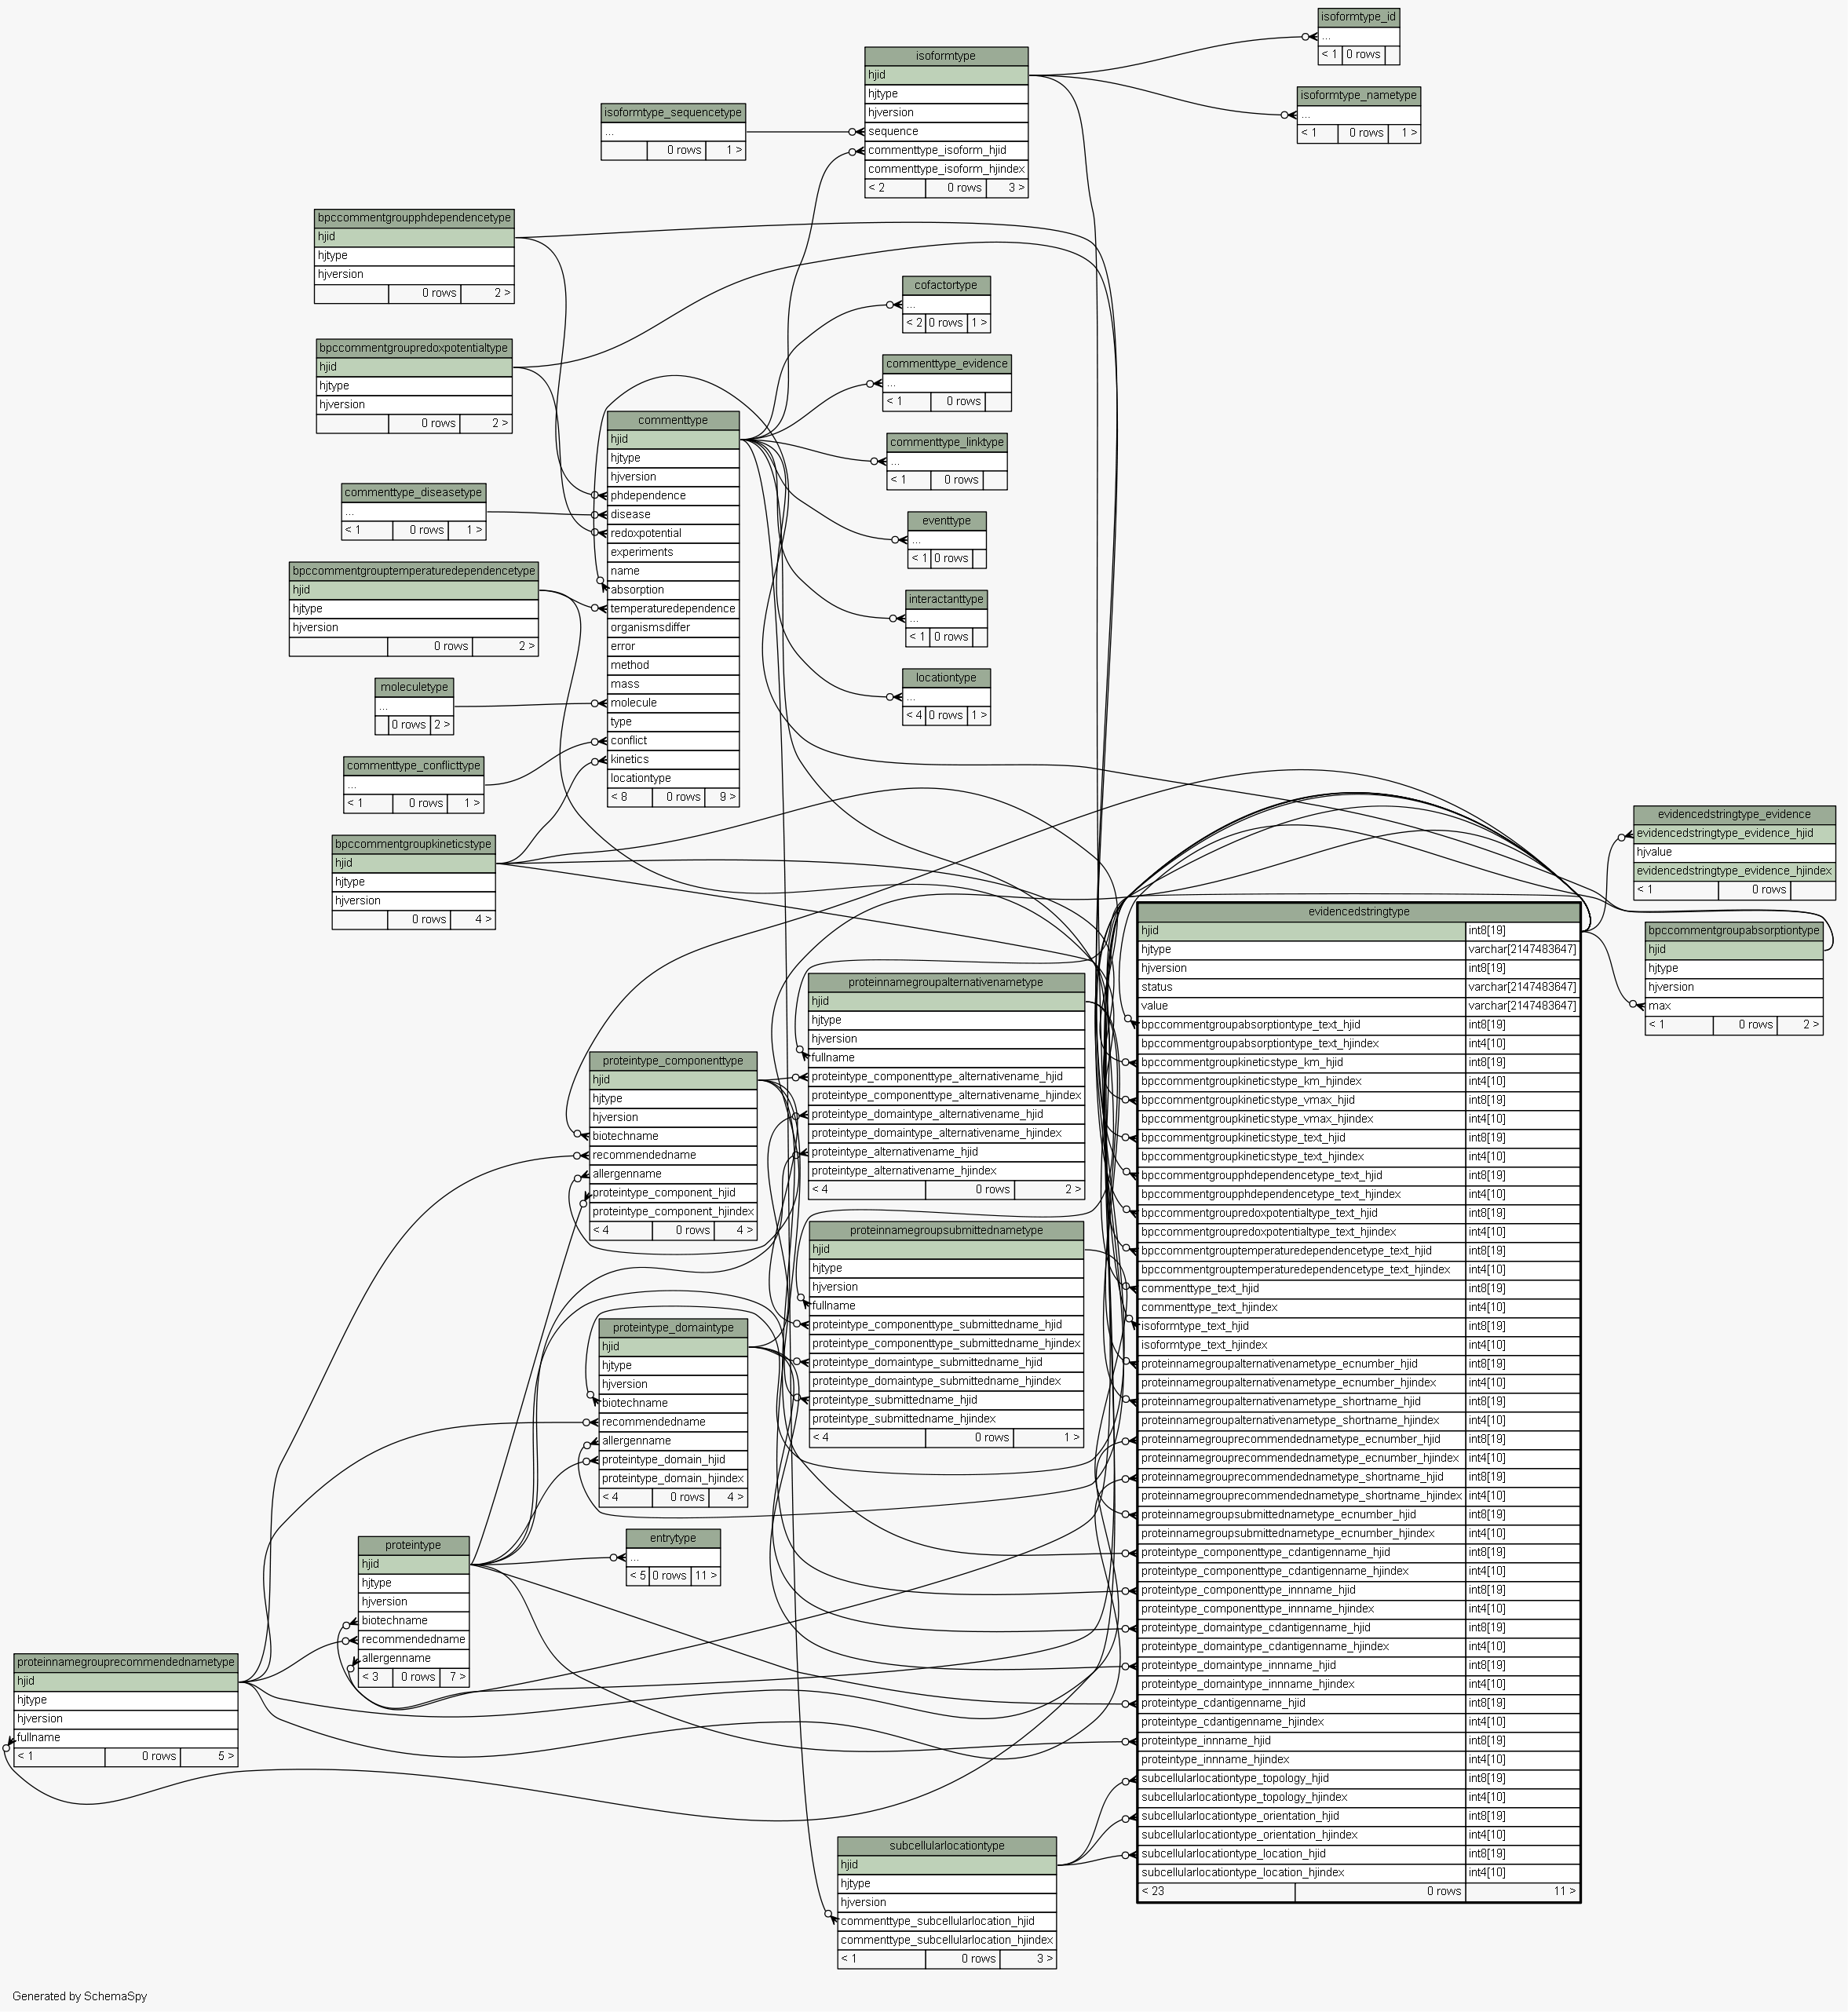 isoformtype_id
...
< 1 0 rows
isoformtype
hjid
hjtype
hjversion
sequence
commenttype_isoform_hjid
commenttype_isoform_hjindex
< 2 0 rows 3 >
isoformtype_nametype
...
< 1 0 rows 1 >
isoformtype_sequencetype
...
0 rows 1 >
bpccommentgroupphdependencetype
hjid
hjtype
hjversion
0 rows 2 >
cofactortype
...
< 2 0 rows 1 >
bpccommentgroupredoxpotentialtype
hjid
hjtype
hjversion
0 rows 2 >
commenttype_evidence
...
< 1 0 rows
commenttype
hjid
hjtype
hjversion
phdependence
disease
redoxpotential
experiments
name
absorption
temperaturedependence
organismsdiffer
error
method
mass
molecule
type
conflict
kinetics
locationtype
< 8 0 rows 9 >
commenttype_linktype
...
< 1 0 rows
commenttype_diseasetype
...
< 1 0 rows 1 >
eventtype
...
< 1 0 rows
bpccommentgrouptemperaturedependencetype
hjid
hjtype
hjversion
0 rows 2 >
interactanttype
...
< 1 0 rows
locationtype
...
< 4 0 rows 1 >
moleculetype
...
0 rows 2 >
commenttype_conflicttype
...
< 1 0 rows 1 >
bpccommentgroupkineticstype
hjid
hjtype
hjversion
0 rows 4 >
evidencedstringtype_evidence
evidencedstringtype_evidence_hjid
hjvalue
evidencedstringtype_evidence_hjindex
< 1 0 rows
bpccommentgroupabsorptiontype
hjid
hjtype
hjversion
max
< 1 0 rows 2 >
evidencedstringtype
hjid int8[19]
hjtype varchar[2147483647]
hjversion int8[19]
status varchar[2147483647]
value varchar[2147483647]
bpccommentgroupabsorptiontype_text_hjid int8[19]
bpccommentgroupabsorptiontype_text_hjindex int4[10]
bpccommentgroupkineticstype_km_hjid int8[19]
bpccommentgroupkineticstype_km_hjindex int4[10]
bpccommentgroupkineticstype_vmax_hjid int8[19]
bpccommentgroupkineticstype_vmax_hjindex int4[10]
bpccommentgroupkineticstype_text_hjid int8[19]
bpccommentgroupkineticstype_text_hjindex int4[10]
bpccommentgroupphdependencetype_text_hjid int8[19]
bpccommentgroupphdependencetype_text_hjindex int4[10]
bpccommentgroupredoxpotentialtype_text_hjid int8[19]
bpccommentgroupredoxpotentialtype_text_hjindex int4[10]
bpccommentgrouptemperaturedependencetype_text_hjid int8[19]
bpccommentgrouptemperaturedependencetype_text_hjindex int4[10]
commenttype_text_hjid int8[19]
commenttype_text_hjindex int4[10]
isoformtype_text_hjid int8[19]
isoformtype_text_hjindex int4[10]
proteinnamegroupalternativenametype_ecnumber_hjid int8[19]
proteinnamegroupalternativenametype_ecnumber_hjindex int4[10]
proteinnamegroupalternativenametype_shortname_hjid int8[19]
proteinnamegroupalternativenametype_shortname_hjindex int4[10]
proteinnamegrouprecommendednametype_ecnumber_hjid int8[19]
proteinnamegrouprecommendednametype_ecnumber_hjindex int4[10]
proteinnamegrouprecommendednametype_shortname_hjid int8[19]
proteinnamegrouprecommendednametype_shortname_hjindex int4[10]
proteinnamegroupsubmittednametype_ecnumber_hjid int8[19]
proteinnamegroupsubmittednametype_ecnumber_hjindex int4[10]
proteintype_componenttype_cdantigenname_hjid int8[19]
proteintype_componenttype_cdantigenname_hjindex int4[10]
proteintype_componenttype_innname_hjid int8[19]
proteintype_componenttype_innname_hjindex int4[10]
proteintype_domaintype_cdantigenname_hjid int8[19]
proteintype_domaintype_cdantigenname_hjindex int4[10]
proteintype_domaintype_innname_hjid int8[19]
proteintype_domaintype_innname_hjindex int4[10]
proteintype_cdantigenname_hjid int8[19]
proteintype_cdantigenname_hjindex int4[10]
proteintype_innname_hjid int8[19]
proteintype_innname_hjindex int4[10]
subcellularlocationtype_topology_hjid int8[19]
subcellularlocationtype_topology_hjindex int4[10]
subcellularlocationtype_orientation_hjid int8[19]
subcellularlocationtype_orientation_hjindex int4[10]
subcellularlocationtype_location_hjid int8[19]
subcellularlocationtype_location_hjindex int4[10]
< 23 0 rows 11 >
proteinnamegroupalternativenametype
hjid
hjtype
hjversion
fullname
proteintype_componenttype_alternativename_hjid
proteintype_componenttype_alternativename_hjindex
proteintype_domaintype_alternativename_hjid
proteintype_domaintype_alternativename_hjindex
proteintype_alternativename_hjid
proteintype_alternativename_hjindex
< 4 0 rows 2 >
proteintype_componenttype
hjid
hjtype
hjversion
biotechname
recommendedname
allergenname
proteintype_component_hjid
proteintype_component_hjindex
< 4 0 rows 4 >
proteinnamegroupsubmittednametype
hjid
hjtype
hjversion
fullname
proteintype_componenttype_submittedname_hjid
proteintype_componenttype_submittedname_hjindex
proteintype_domaintype_submittedname_hjid
proteintype_domaintype_submittedname_hjindex
proteintype_submittedname_hjid
proteintype_submittedname_hjindex
< 4 0 rows 1 >
proteintype_domaintype
hjid
hjtype
hjversion
biotechname
recommendedname
allergenname
proteintype_domain_hjid
proteintype_domain_hjindex
< 4 0 rows 4 >
entrytype
...
< 5 0 rows 11 >
proteintype
hjid
hjtype
hjversion
biotechname
recommendedname
allergenname
< 3 0 rows 7 >
proteinnamegrouprecommendednametype
hjid
hjtype
hjversion
fullname
< 1 0 rows 5 >
subcellularlocationtype
hjid
hjtype
hjversion
commenttype_subcellularlocation_hjid
commenttype_subcellularlocation_hjindex
< 1 0 rows 3 >
Generated by SchemaSpy